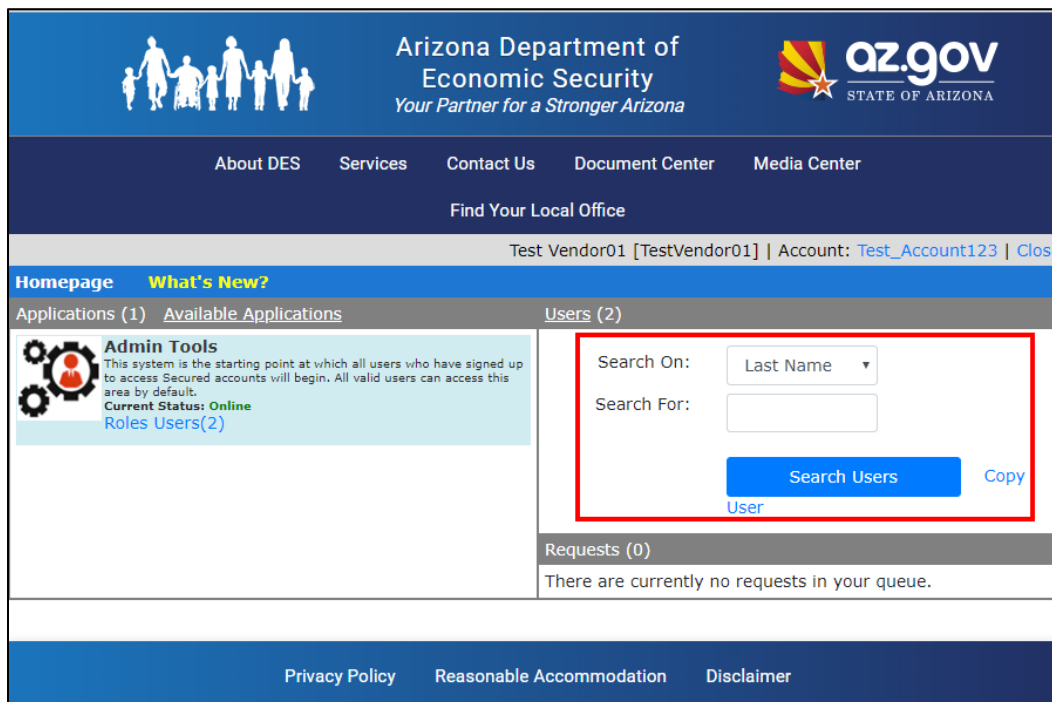 Arizona Department of
Economic Security
Your Partner for a Stronger Arizona
az.gov
STATE OF ARIZONA
About DES Services Contact Us Document Center Media Center
Find Your Local Office
Test Vendor01 [TestVendor01] | Account: Test_Account123 | Clos
Homepage What's New?
Applications (1) Available Applications
Users (2)
Admin Tools
This system is the starting point at which all users who have signed up
to access Secured accounts will begin. All valid users can access this
area by default.
Current Status: Online
Roles Users(2)
Search On: Last Name
Search For:
Search Users Copy
User
Requests (0)
There are currently no requests in your queue.
Privacy Policy Reasonable Accommodation Disclaimer